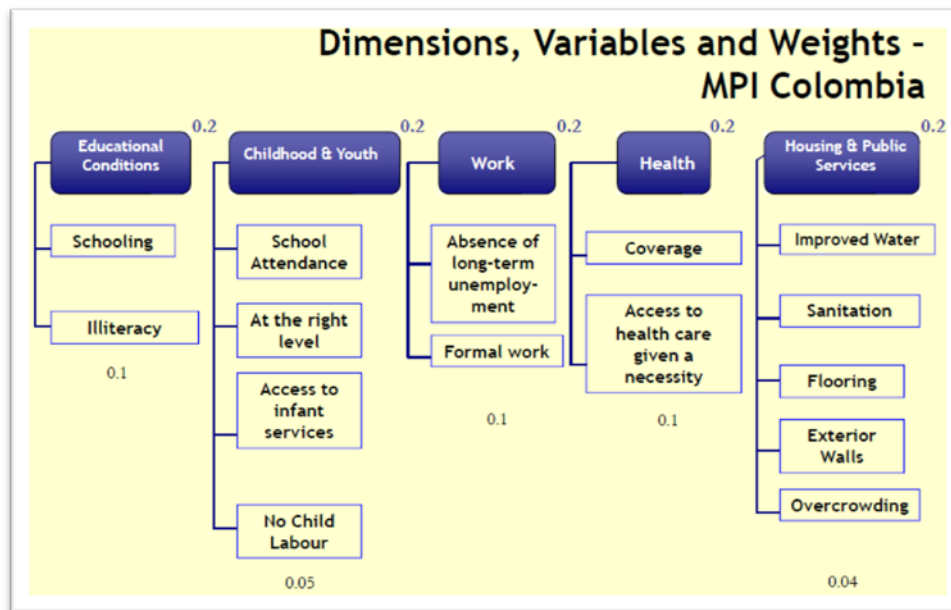 Dimensions, Variables and Weights –
MPI Colombia
0.2
Educational
Conditions
Schooling
Illiteracy
0.1
0.2
Childhood & Youth
School
Attendance
At the right
level
Access to
infant
services
No Child
Labour
0.05
0.2
Work
Absence of
long-term
unemploy-
ment
Formal work
0.1
0.2
Health
Coverage
Access to
health care
given a
necessity
0.1
0.2
Housing & Public
Services
Improved Water
Sanitation
Flooring
Exterior
Walls
Overcrowding
0.04